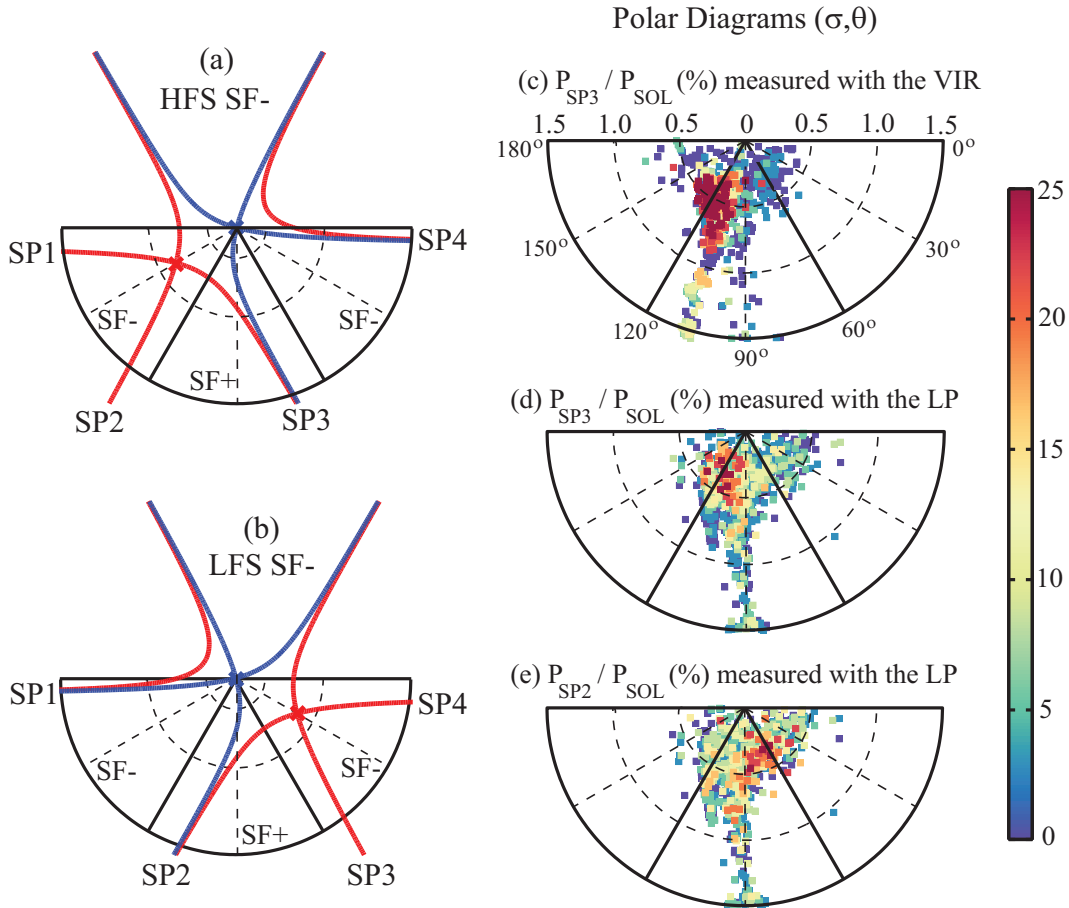 Polar Diagrams (σ,θ)
(a)
HFS SF-
SP1
SP4
SF-
SF-
SF+
SP2
SP3
(b)
LFS SF-
SP1
SP4
SF-
SF-
SF+
SP2
SP3
(c) P_SP3 / P_SOL (%) measured with the VIR
1.5 1.0 0.5 0 0.5 1.0 1.5
180° 0°
150° 30°
120° 60°
90°
(d) P_SP3 / P_SOL (%) measured with the LP
(e) P_SP2 / P_SOL (%) measured with the LP
25
20
15
10
5
0